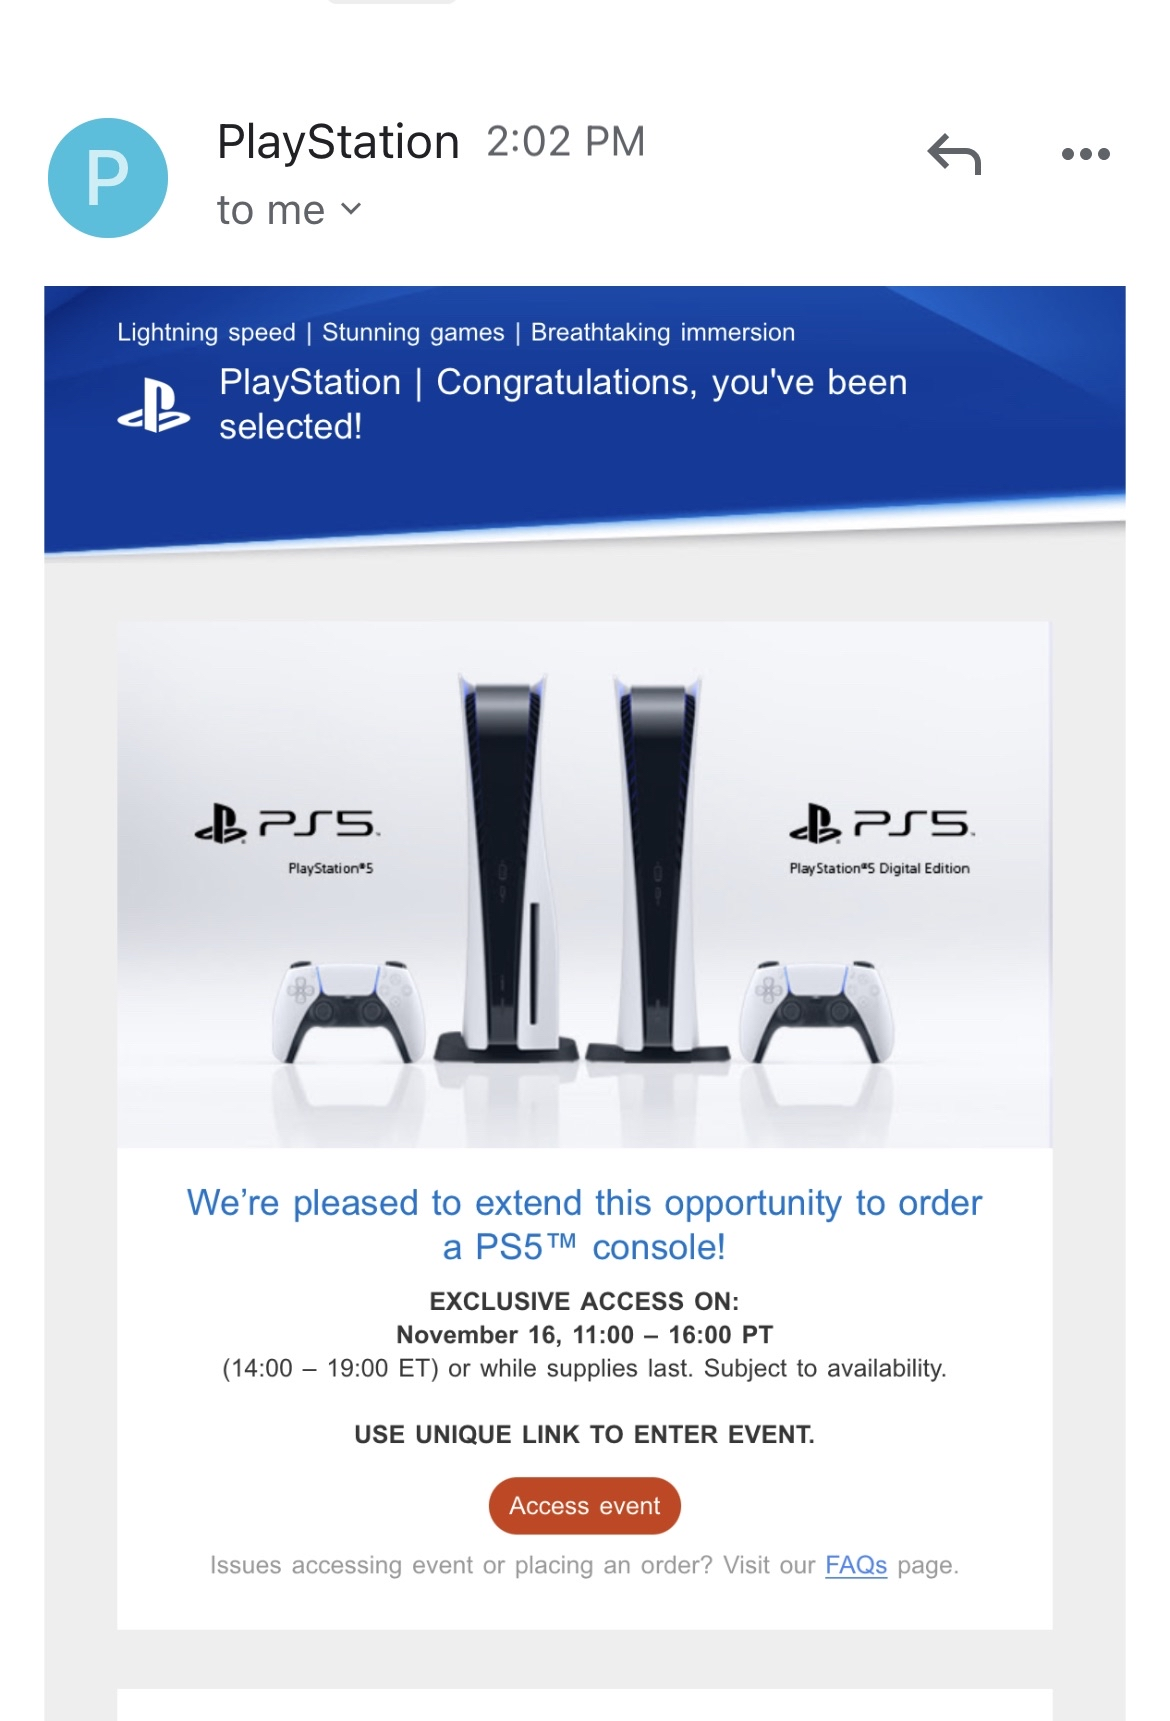 P
PlayStation 2:02 PM
to me
Lightning speed | Stunning games | Breathtaking immersion
PlayStation | Congratulations, you've been
selected!
PS5
PlayStation®5
PS5
PlayStation®5 Digital Edition
We’re pleased to extend this opportunity to order
a PS5™ console!
EXCLUSIVE ACCESS ON:
November 16, 11:00 – 16:00 PT
(14:00 – 19:00 ET) or while supplies last. Subject to availability.
USE UNIQUE LINK TO ENTER EVENT.
Access event
Issues accessing event or placing an order? Visit our FAQs page.